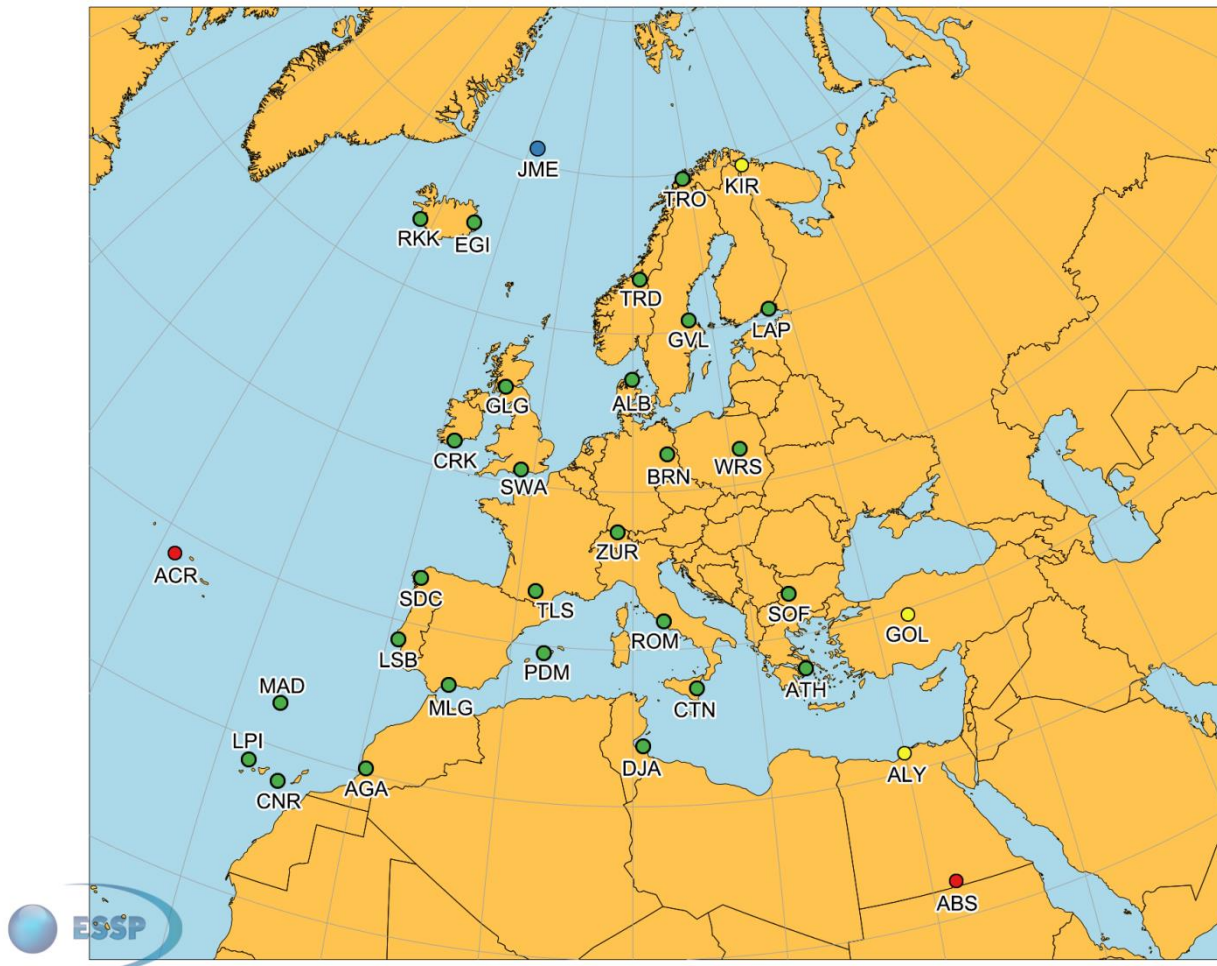 JME
TRO
KIR
RKK
EGI
TRD
GVL
LAP
GLG
ALB
CRK
SWA
BRN
WRS
ZUR
ACR
SDC
TLS
SOF
GOL
LSB
ROM
PDM
MAD
MLG
CTN
ATH
LPI
CNR
AGA
DJA
ALY
ABS
ESSP